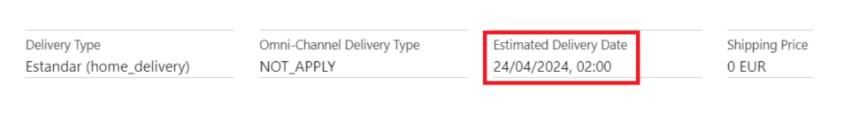 Delivery Type
Estandar (home_delivery)
Omni-Channel Delivery Type
NOT_APPLY
Estimated Delivery Date
24/04/2024, 02:00
Shipping Price
0 EUR